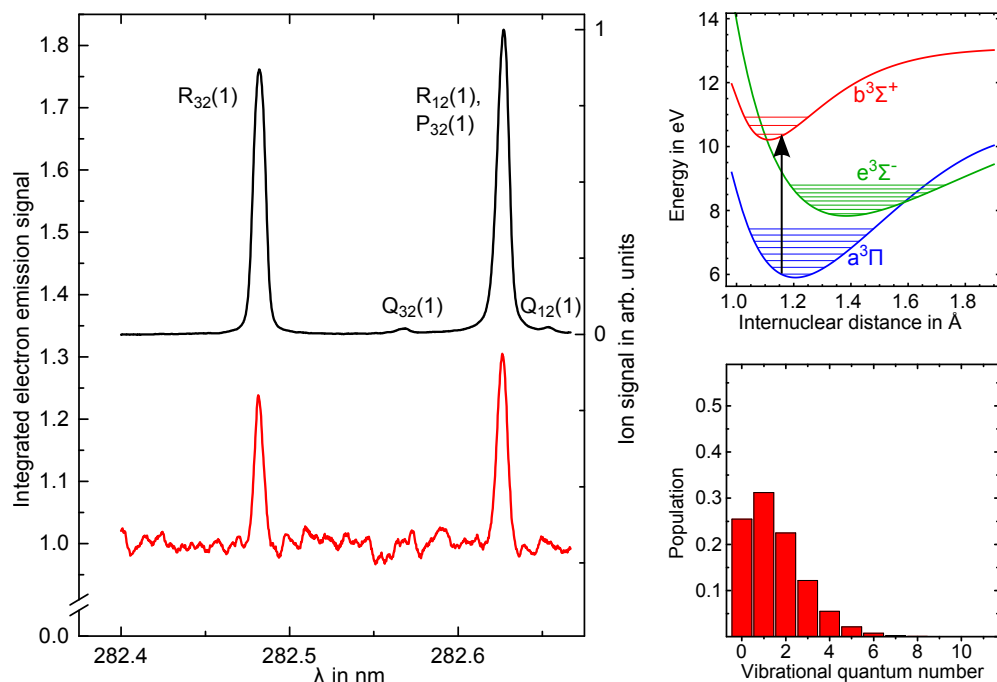 Integrated electron emission signal
1.8
1.7
1.6
1.5
1.4
1.3
1.2
1.1
1.0
0.0
R₃₂(1)
R₁₂(1),
P₃₂(1)
Q₃₂(1)
Q₁₂(1)
282.4
282.5
282.6
λ in nm
1
0
Ion signal in arb. units
Energy in eV
14
12
10
8
6
b³Σ⁺
e³Σ⁻
a³Π
1.0
1.2
1.4
1.6
1.8
Internuclear distance in Å
Population
0.5
0.4
0.3
0.2
0.1
0
2
4
6
8
10
Vibrational quantum number